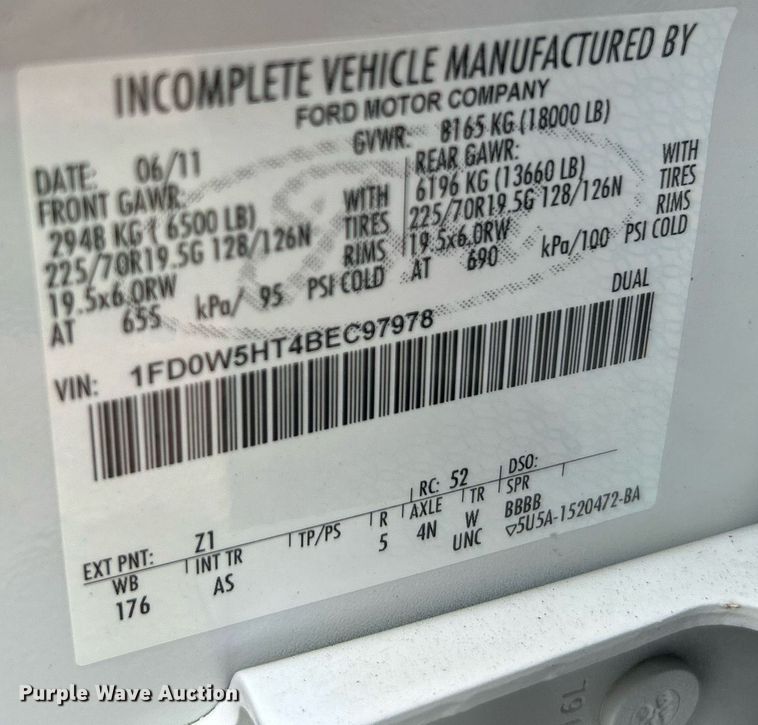 INCOMPLETE VEHICLE MANUFACTURED BY
FORD MOTOR COMPANY
DATE: 06/11 GVWR: 8165 KG (18000 LB)
FRONT GAWR: REAR GAWR:
2948 KG ( 6500 LB) WITH 6196 KG (13660 LB) WITH
225/70R19.5G 128/126N TIRES 225/70R19.5G 128/126N TIRES
19.5x6.0RW RIMS 19.5x6.0RW RIMS
AT 655 kPa/ 95 PSI COLD AT 690 kPa/100 PSI COLD
DUAL
VIN: 1FD0W5HT4BEC97978
EXT PNT: Z1 RC: 52 DSO:
WB INT TR TP/PS R AXLE TR SPR
176 AS 5 4N W BBBB
UNC ▽5U5A-1520472-BA
16L
Purple Wave Auction